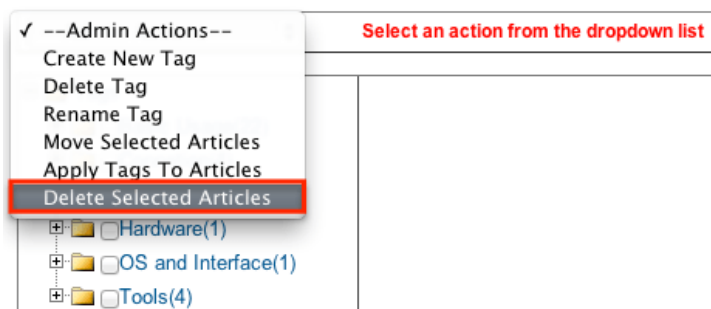 ✓ --Admin Actions--
Select an action from the dropdown list
Create New Tag
Delete Tag
Rename Tag
Move Selected Articles
Apply Tags To Articles
Delete Selected Articles
Hardware(1)
OS and Interface(1)
Tools(4)